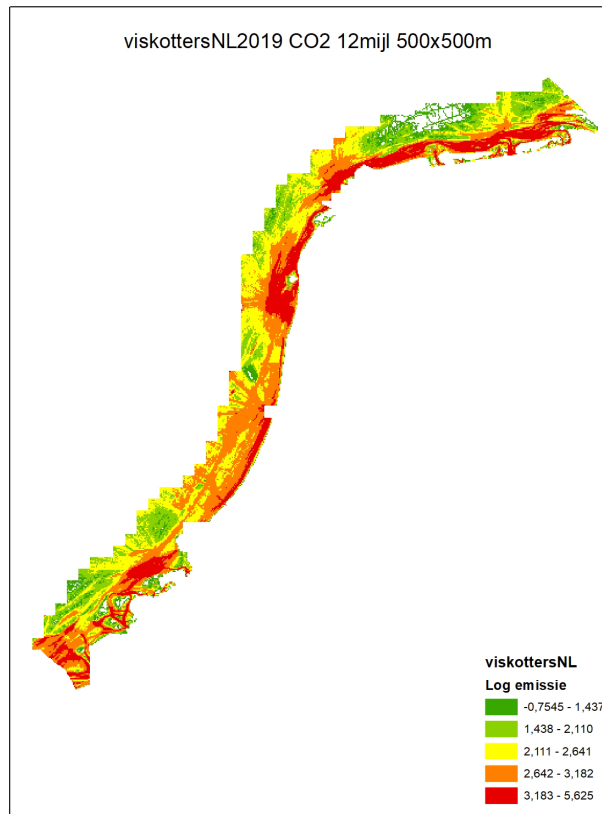 viskottersNL2019 CO2 12mijl 500x500m
viskottersNL
Log emissie
-0,7545 - 1,437
1,438 - 2,110
2,111 - 2,641
2,642 - 3,182
3,183 - 5,625